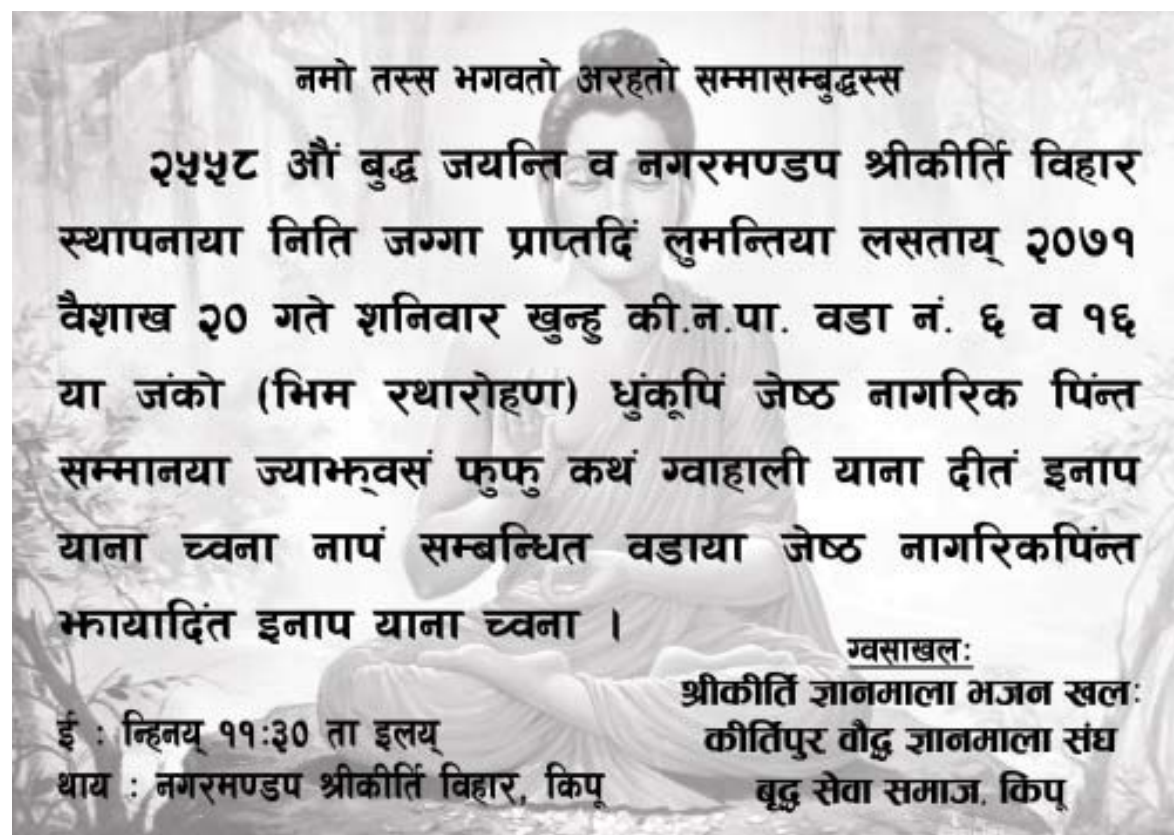 नमो तस्स भगवतो अरहतो सम्मासम्बुद्धस्स
२५५८ औं बुद्ध जयन्ति व नगरमण्डप श्रीकीर्ति विहार
स्थापनाया निति जग्गा प्राप्तदिं लुमन्तिया लसताय् २०७१
वैशाख २० गते शनिवार खुन्हु की.न.पा. वडा नं. ६ व १६
या जंको (भिम रथारोहण) धुंकूपिं जेष्ठ नागरिक पिंन्त
सम्मानया ज्याझ्वसं फुफु कथं ग्वाहाली याना दीतं इनाप
याना च्वना नापं सम्बन्धित वडाया जेष्ठ नागरिकपिंन्त
झायादिंत इनाप याना च्वना ।
ई : न्हिनय् ११:३० ता इलय्
थाय : नगरमण्डप श्रीकीर्ति विहार, किपू
ग्वसाखलः
श्रीकीर्ति ज्ञानमाला भजन खलः
कीर्तिपुर वौद्ध ज्ञानमाला संघ
बृद्ध सेवा समाज, किपू